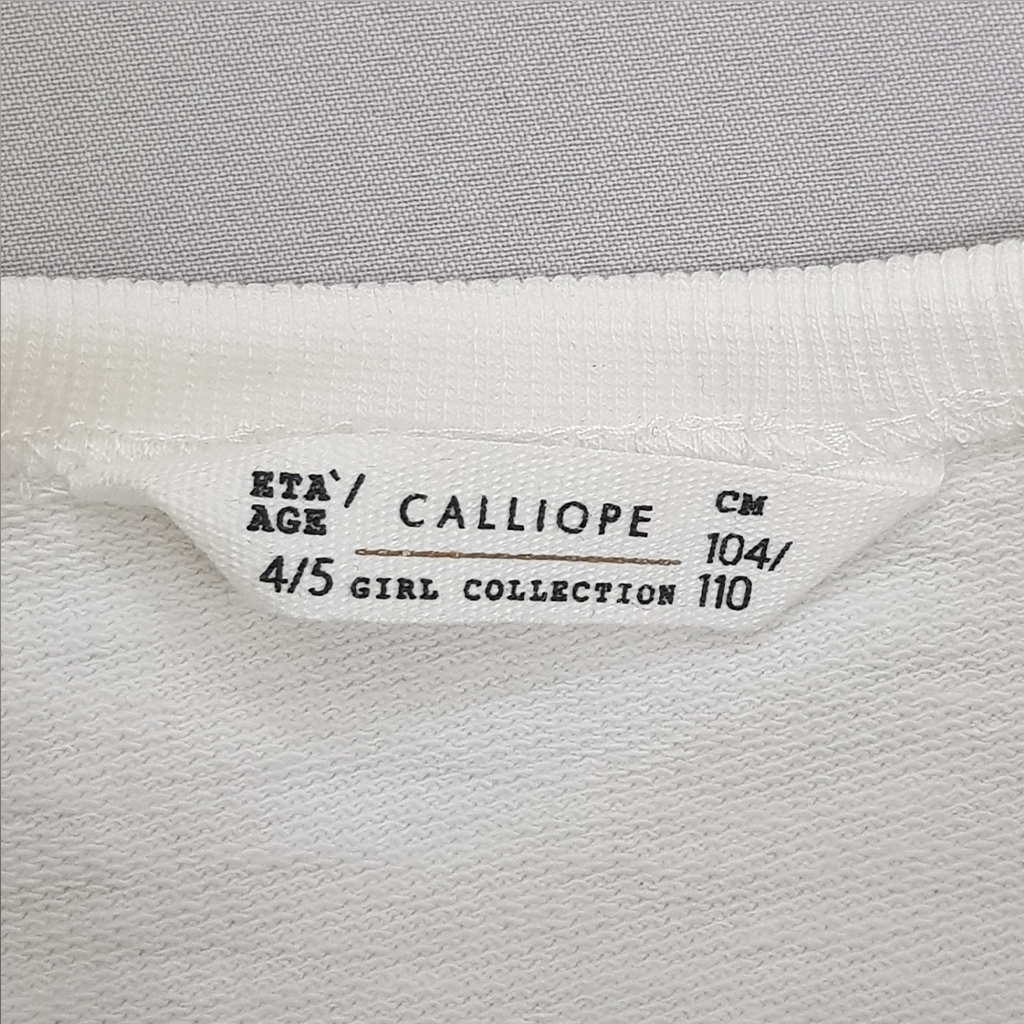 ETA`/
AGE
4/5
CALLIOPE
GIRL COLLECTION
CM
104/
110